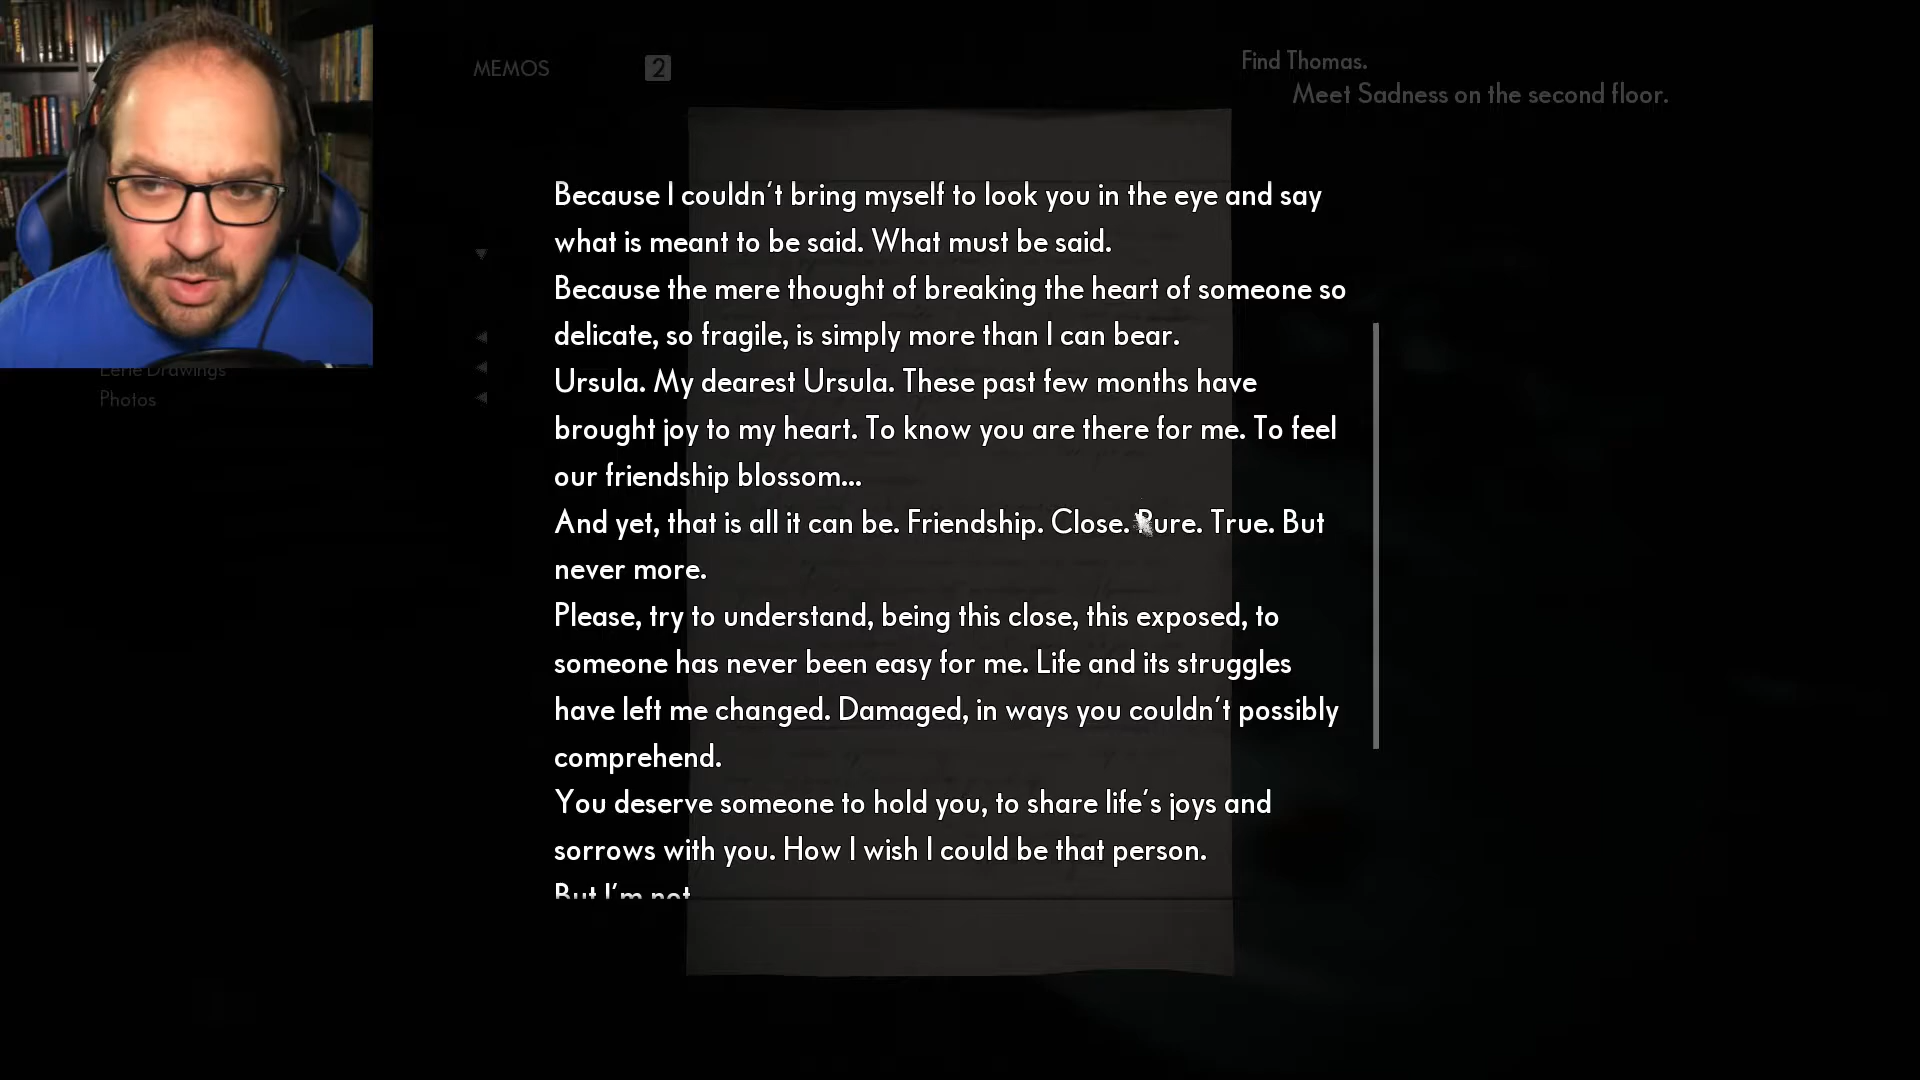 MEMOS 2
Find Thomas.
Meet Sadness on the second floor.
Because I couldn't bring myself to look you in the eye and say
what is meant to be said. What must be said.
Because the mere thought of breaking the heart of someone so
delicate, so fragile, is simply more than I can bear.
Ursula. My dearest Ursula. These past few months have
brought joy to my heart. To know you are there for me. To feel
our friendship blossom...
And yet, that is all it can be. Friendship. Close. Pure. True. But
never more.
Please, try to understand, being this close, this exposed, to
someone has never been easy for me. Life and its struggles
have left me changed. Damaged, in ways you couldn't possibly
comprehend.
You deserve someone to hold you, to share life's joys and
sorrows with you. How I wish I could be that person.
But I'm not
Eerie Drawings
Photos